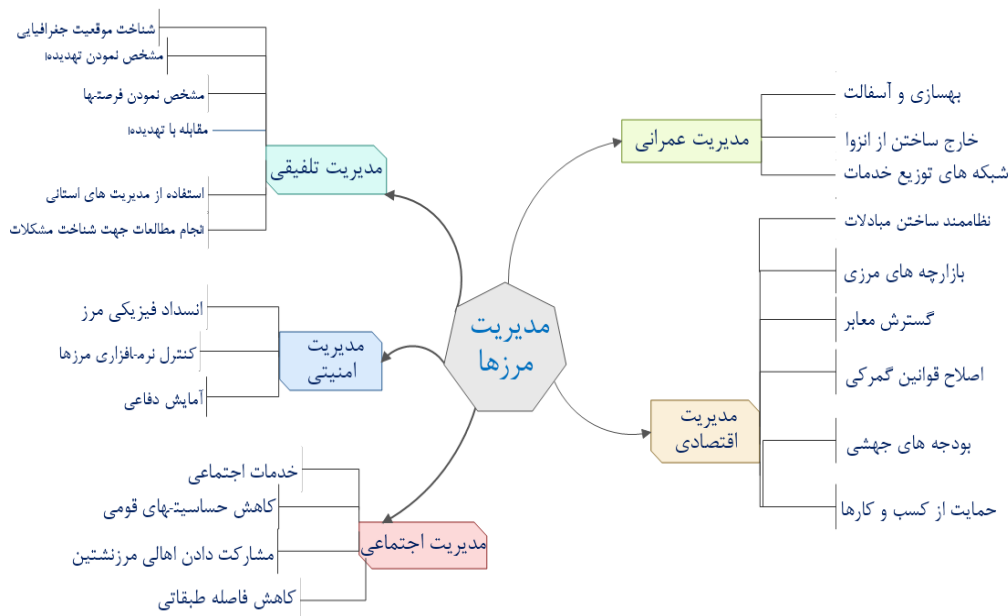 مدیریت
مرزها
مدیریت عمرانی
بهسازی و آسفالت
خارج ساختن از انزوا
شبکه های توزیع خدمات
مدیریت
اقتصادی
نظاممند ساختن مبادلات
بازارچه های مرزی
گسترش معابر
اصلاح قوانین گمرکی
بودجه های جهشی
حمایت از کسب و کارها
مدیریت تلفیقی
شناخت موقعیت جغرافیایی
مشخص نمودن تهدیدها
مشخص نمودن فرصت‌ها
مقابله با تهدیدها
استفاده از مدیریت های استانی
انجام مطالعات جهت شناخت مشکلات
مدیریت
امنیتی
انسداد فیزیکی مرز
کنترل نرم‌افزاری مرزها
آمایش دفاعی
مدیریت اجتماعی
خدمات اجتماعی
کاهش حساسیت‌های قومی
مشارکت دادن اهالی مرزنشتین
کاهش فاصله طبقاتی